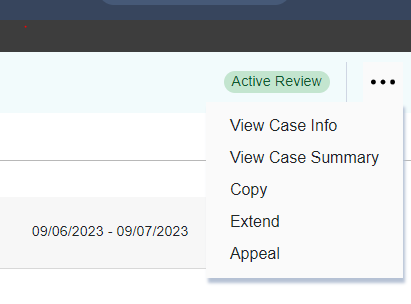 Active Review
...
View Case Info
View Case Summary
Copy
Extend
09/06/2023 - 09/07/2023
Appeal